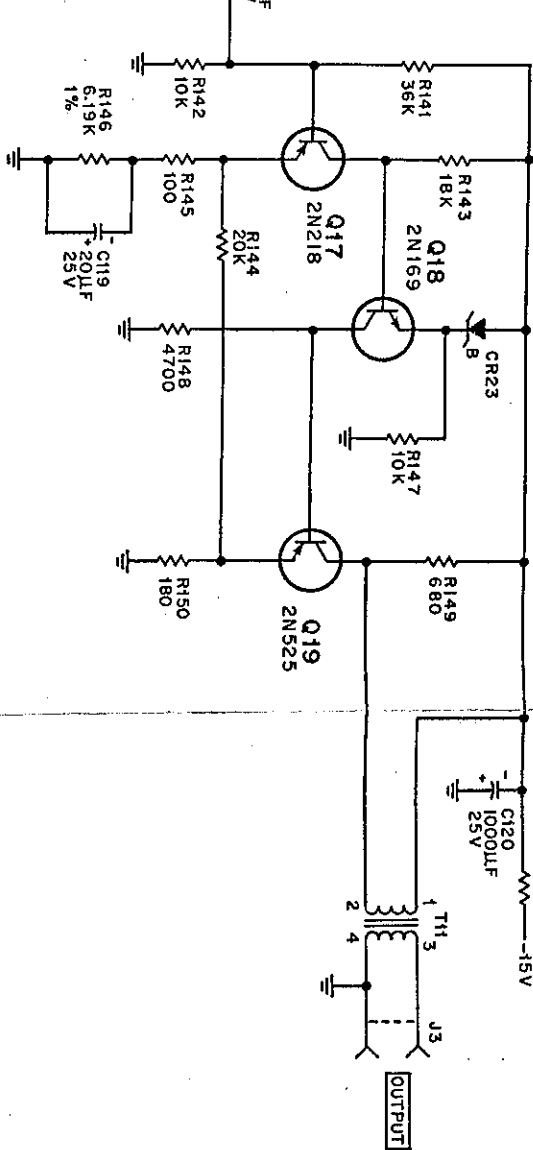 F
R142
10K
R141
36K
R146
6.19K
1%
R145
100
R143
18K
Q17
2N218
C119
20µF
25V
+
-
R144
20K
Q18
2N169
R148
4700
CR23
B
R147
10K
R150
180
Q19
2N525
R149
680
-
+
C120
1000µF
25V
-15V
1
2
T11
3
4
J3
OUTPUT